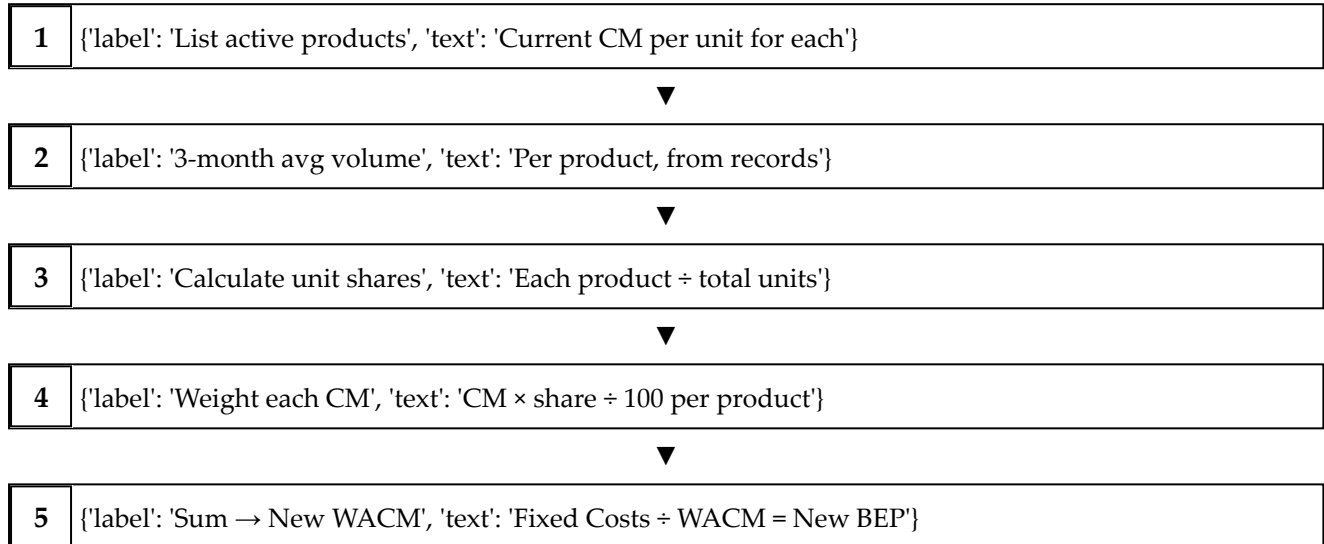 1 {'label': 'List active products', 'text': 'Current CM per unit for each'}
▼
2 {'label': '3-month avg volume', 'text': 'Per product, from records'}
▼
3 {'label': 'Calculate unit shares', 'text': 'Each product ÷ total units'}
▼
4 {'label': 'Weight each CM', 'text': 'CM × share ÷ 100 per product'}
▼
5 {'label': 'Sum → New WACM', 'text': 'Fixed Costs ÷ WACM = New BEP'}